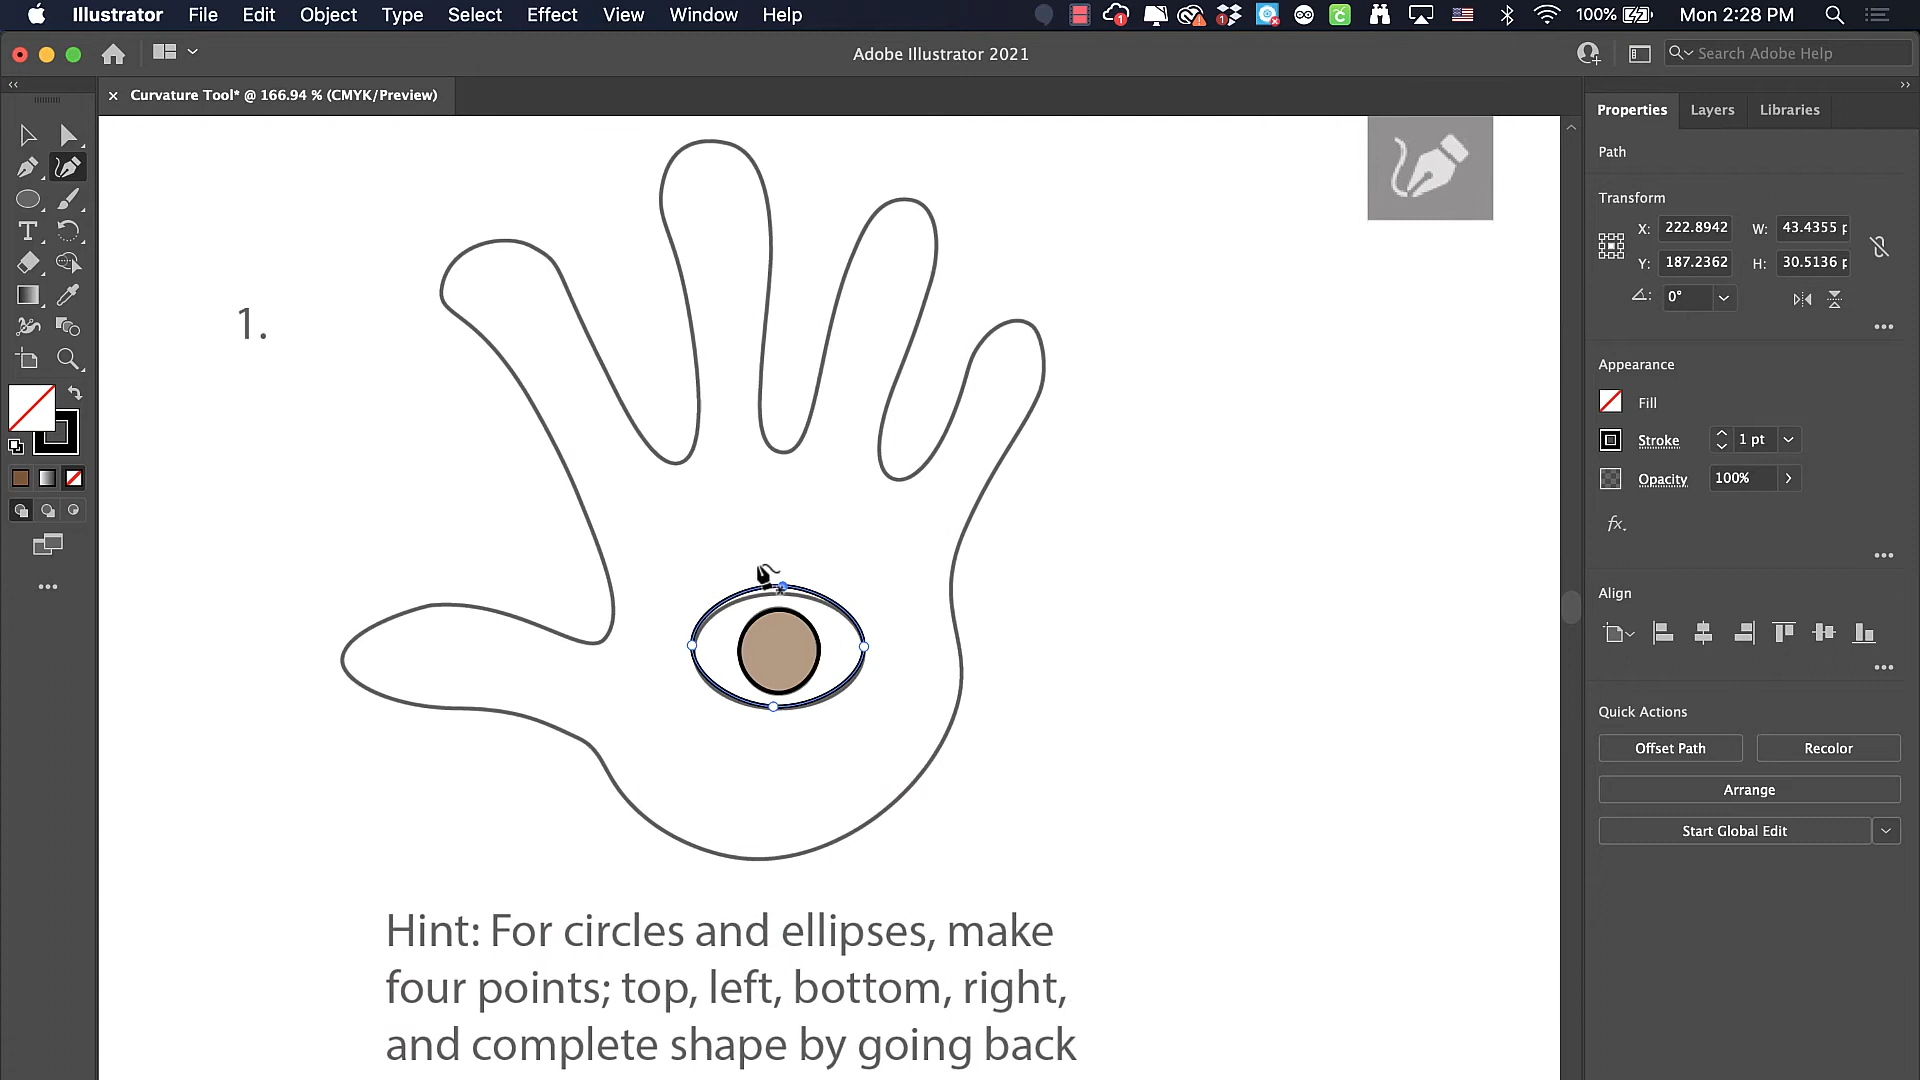 Illustrator File Edit Object Type Select Effect View Window Help 100% Mon 2:28 PM
Adobe Illustrator 2021
Search Adobe Help
× Curvature Tool* @ 166.94 % (CMYK/Preview)
Properties Layers Libraries
Path
Transform
X: 222.8942 W: 43.4355 p
Y: 187.2362 H: 30.5136 p
0°
Appearance
Fill
Stroke 1 pt
Opacity 100%
fx.
Align
Quick Actions
Offset Path Recolor
Arrange
Start Global Edit
1.
Hint: For circles and ellipses, make
four points; top, left, bottom, right,
and complete shape by going back